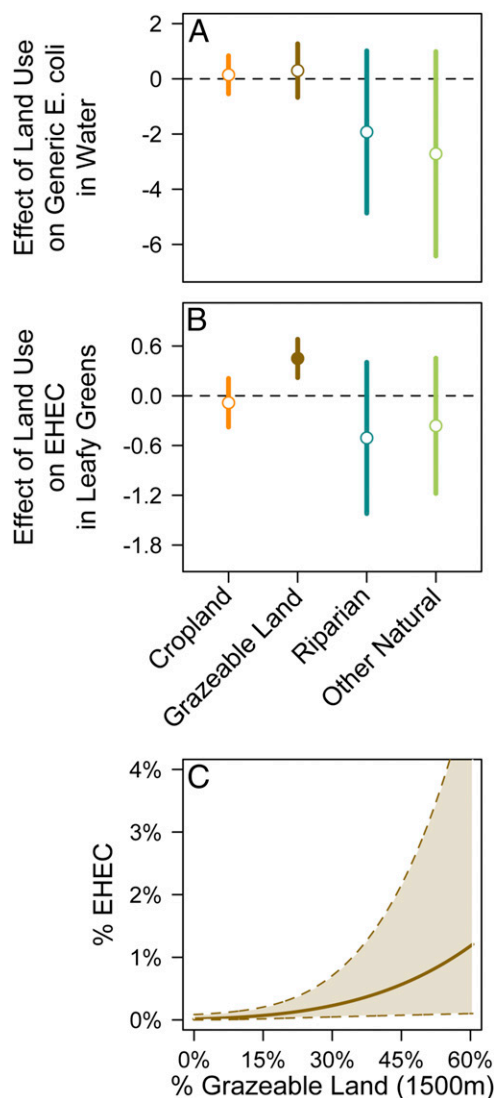 A
Effect of Land Use
on Generic E. coli
in Water
2
0
-2
-4
-6
B
Effect of Land Use
on EHEC
in Leafy Greens
0.6
0.0
-0.6
-1.2
-1.8
Cropland
Grazeable Land
Riparian
Other Natural
C
% EHEC
4%
3%
2%
1%
0%
0% 15% 30% 45% 60%
% Grazeable Land (1500m)